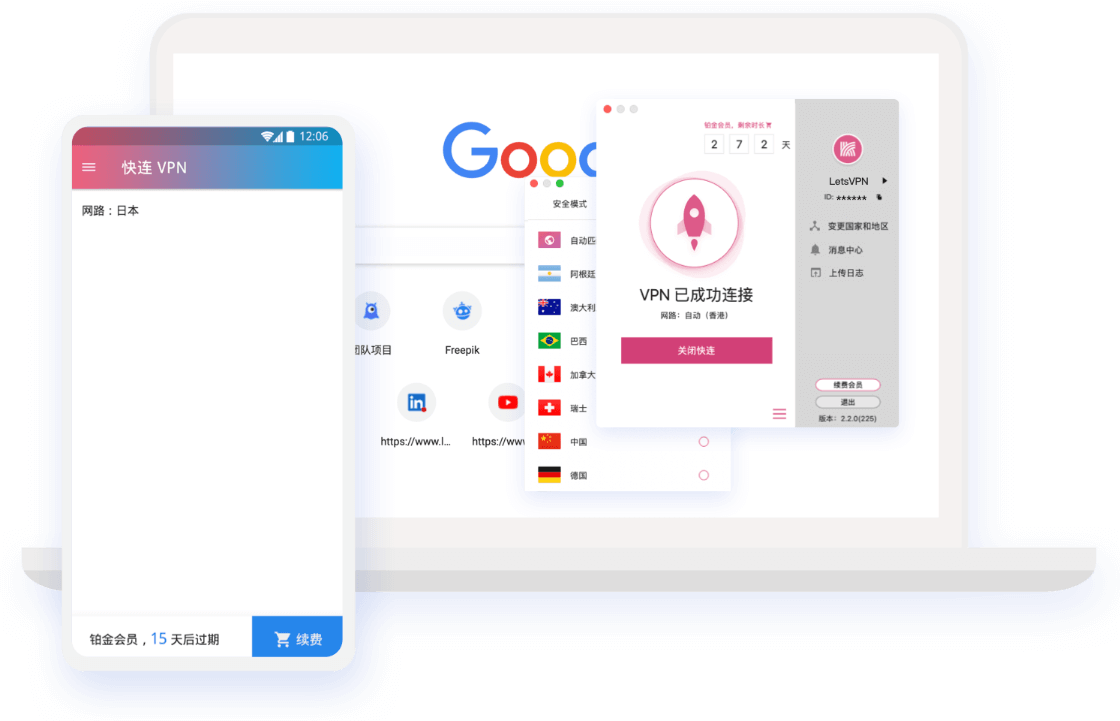 12:06
快连 VPN
网路：日本
铂金会员，15 天后过期
续费
Goo
团队项目
Freepik
https://www.l...
https://www
安全模式
自动匹
阿根廷
澳大利
巴西
加拿大
瑞士
中国
德国
铂金会员，剩余时长
2 7 2 天
VPN 已成功连接
网路：自动（香港）
关闭快连
LetsVPN
ID: ******
变更国家和地区
消息中心
上传日志
续费会员
退出
版本：2.2.0(225)